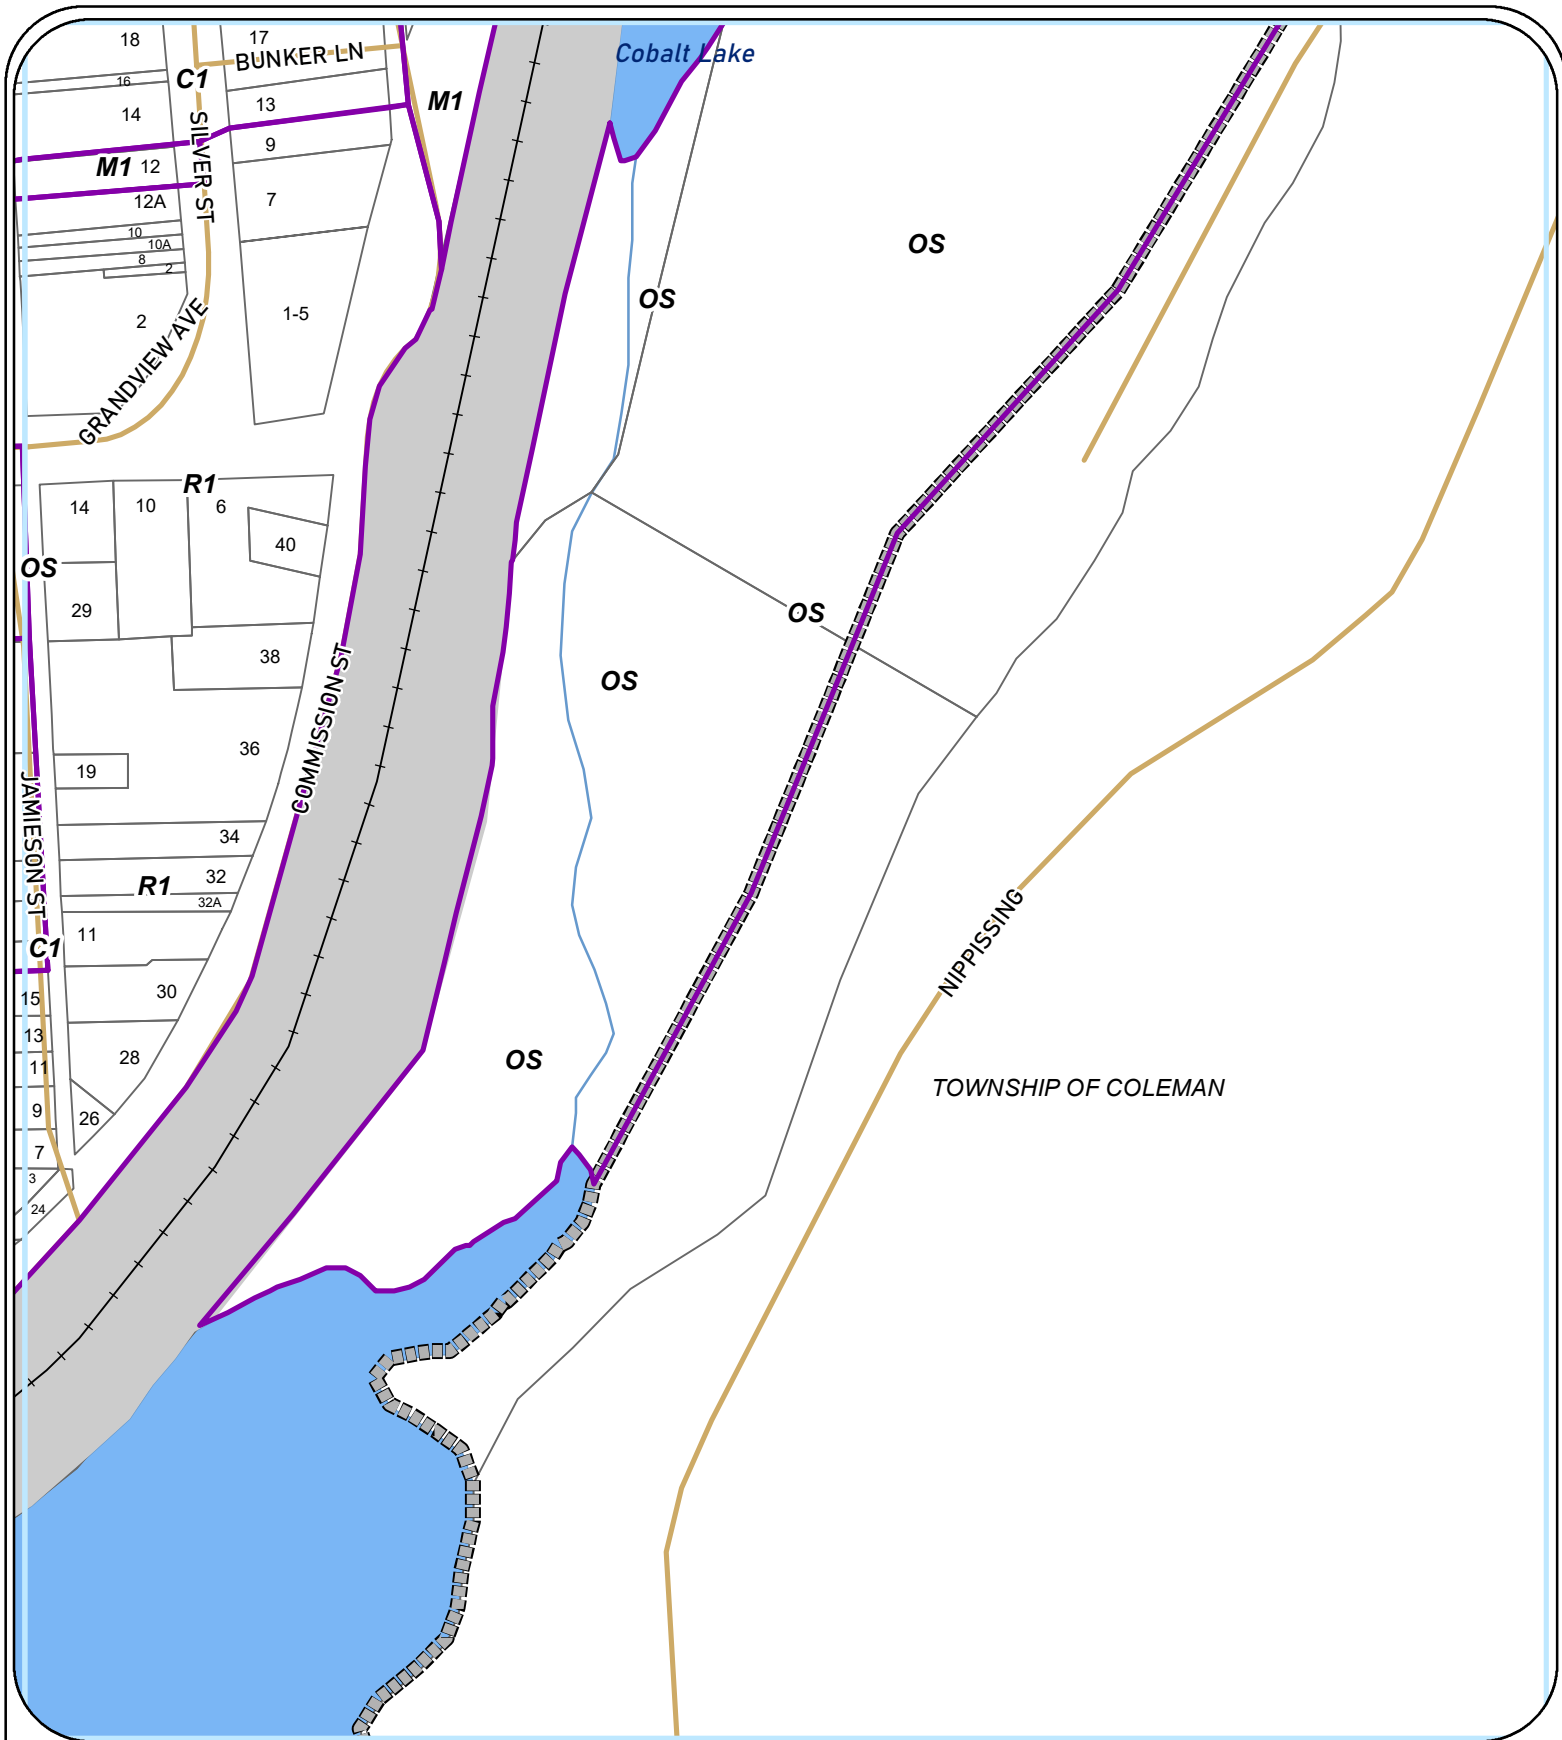 18
17
Cobalt Lake
BUNKER LN
C1
16
M1
13
14
SILVER ST
9
M1
12
12A
7
10
10A
8
2
OS
OS
1-5
2
GRANDVIEW AVE
R1
14
10
6
40
OS
29
OS
38
OS
36
19
COMMISSION ST
JAMIESON ST
34
32
R1
32A
11
NIPPISSING
C1
30
15
13
28
OS
11
TOWNSHIP OF COLEMAN
9
26
7
3
24